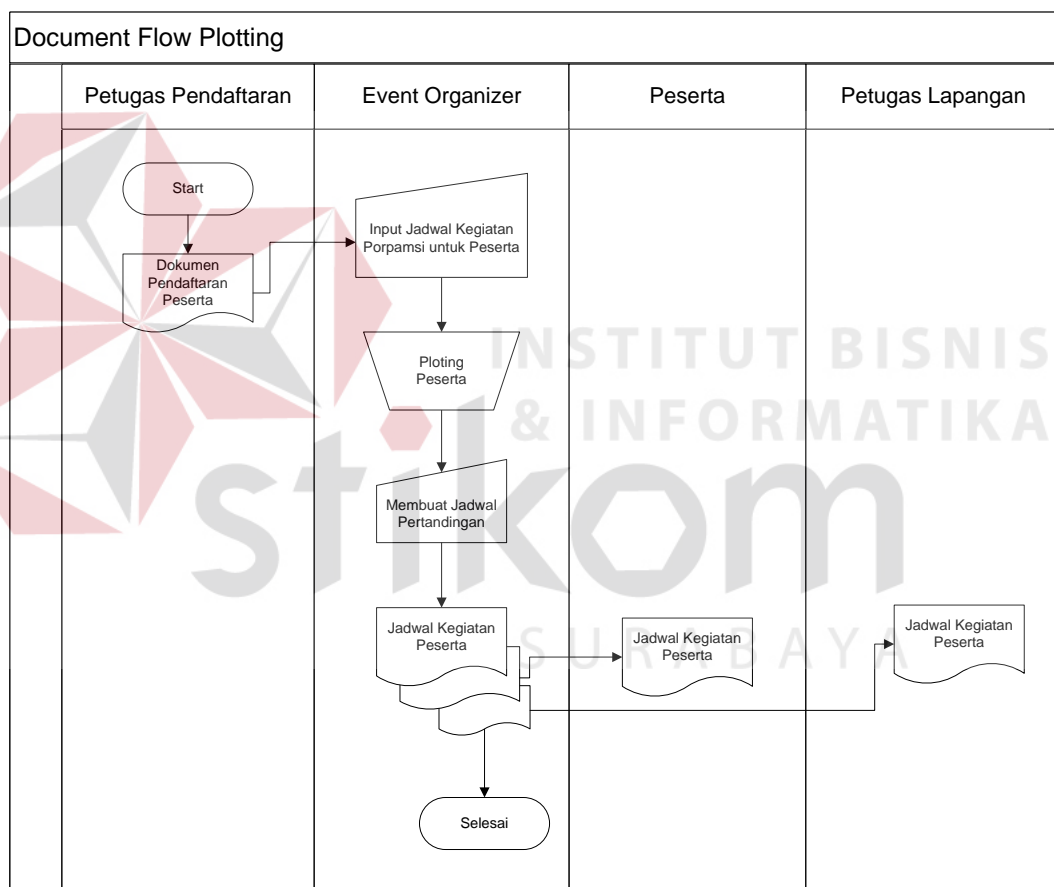 Document Flow Plotting
Petugas Pendaftaran
Event Organizer
Peserta
Petugas Lapangan
Start
Dokumen
Pendaftaran
Peserta
Input Jadwal Kegiatan
Porpamsi untuk Peserta
Ploting
Peserta
Membuat Jadwal
Pertandingan
Jadwal Kegiatan
Peserta
Jadwal Kegiatan
Peserta
Jadwal Kegiatan
Peserta
Selesai
INSTITUT BISNIS
& INFORMATIKA
stikom
SURABAYA